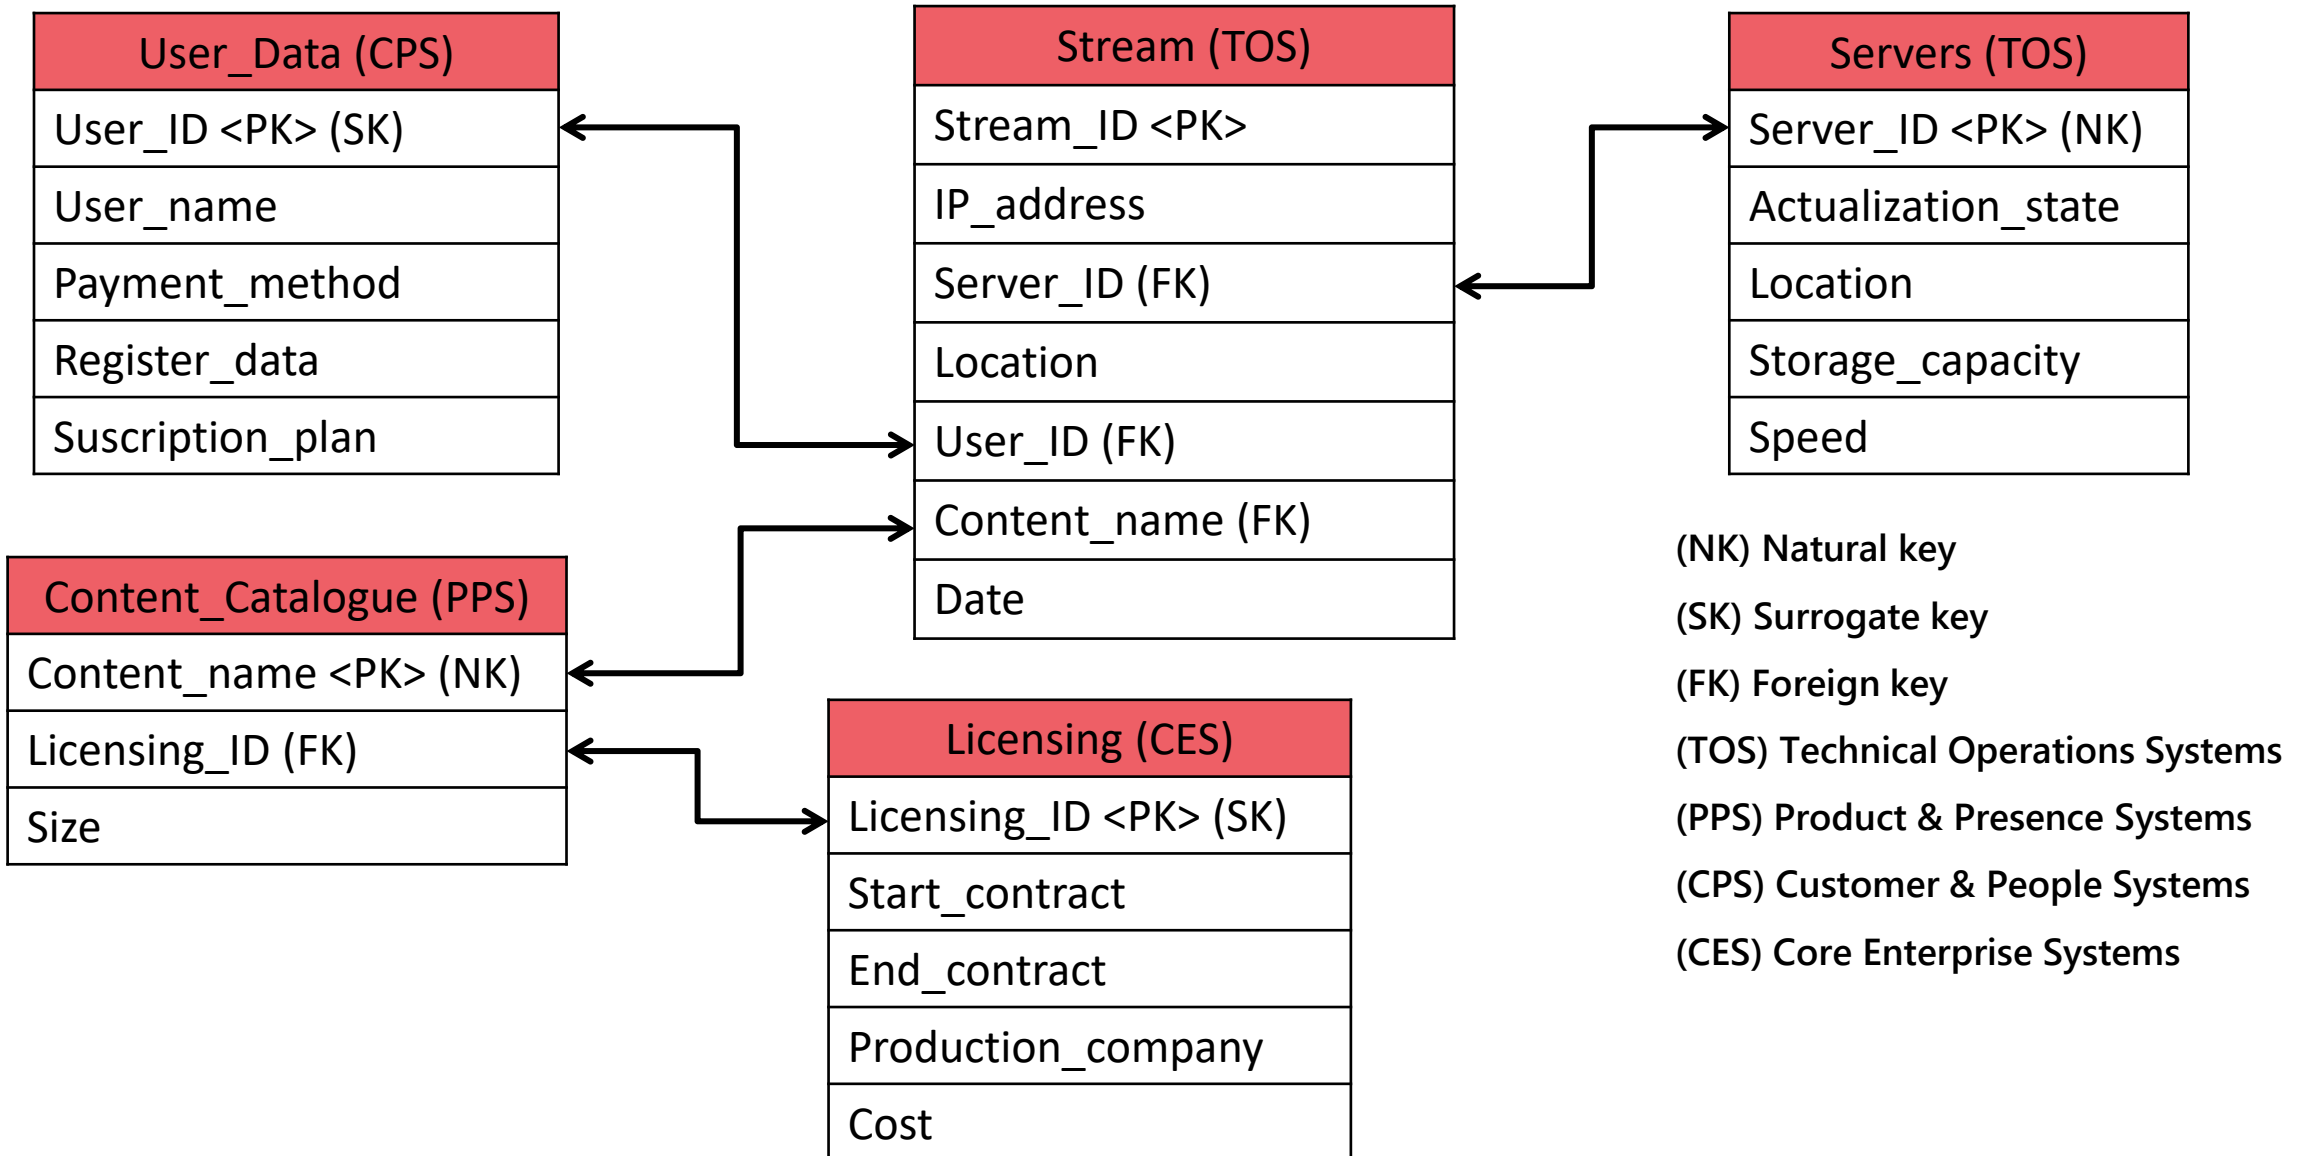 User_Data (CPS)
User_ID <PK> (SK)
User_name
Payment_method
Register_data
Suscription_plan
Stream (TOS)
Stream_ID <PK>
IP_address
Server_ID (FK)
Location
User_ID (FK)
Content_name (FK)
Date
Servers (TOS)
Server_ID <PK> (NK)
Actualization_state
Location
Storage_capacity
Speed
Content_Catalogue (PPS)
Content_name <PK> (NK)
Licensing_ID (FK)
Size
Licensing (CES)
Licensing_ID <PK> (SK)
Start_contract
End_contract
Production_company
Cost
(NK) Natural key
(SK) Surrogate key
(FK) Foreign key
(TOS) Technical Operations Systems
(PPS) Product & Presence Systems
(CPS) Customer & People Systems
(CES) Core Enterprise Systems